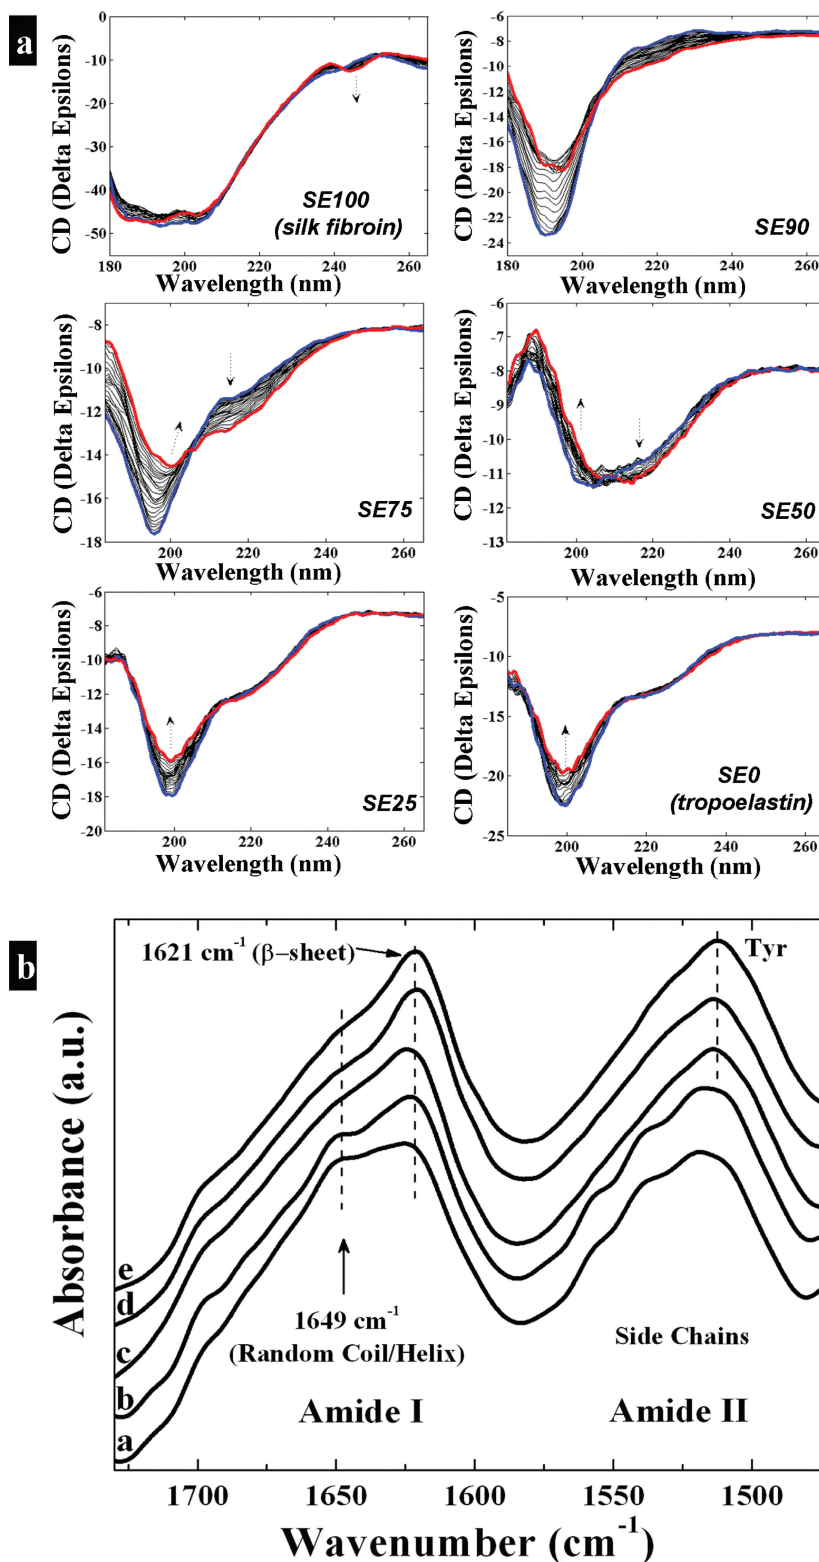 a
CD (Delta Epsilons)
0
-10
-20
-30
-40
-50
180 200 220 240 260
Wavelength (nm)
SE100
(silk fibroin)
CD (Delta Epsilons)
-6
-8
-10
-12
-14
-16
-18
-20
-22
-24
180 200 220 240 260
Wavelength (nm)
SE90
CD (Delta Epsilons)
-6
-8
-10
-12
-14
-16
-18
200 220 240 260
Wavelength (nm)
SE75
CD (Delta Epsilons)
-6
-7
-8
-9
-10
-11
-12
-13
200 220 240 260
Wavelength (nm)
SE50
CD (Delta Epsilons)
-6
-8
-10
-12
-14
-16
-18
-20
200 220 240 260
Wavelength (nm)
SE25
CD (Delta Epsilons)
-5
-10
-15
-20
-25
200 220 240 260
Wavelength (nm)
SE0
(tropoelastin)
b
Absorbance (a.u.)
1621 cm⁻¹ (β–sheet)
Tyr
e
d
c
b
a
1649 cm⁻¹
(Random Coil/Helix)
Side Chains
Amide I
Amide II
1700 1650 1600 1550 1500
Wavenumber (cm⁻¹)